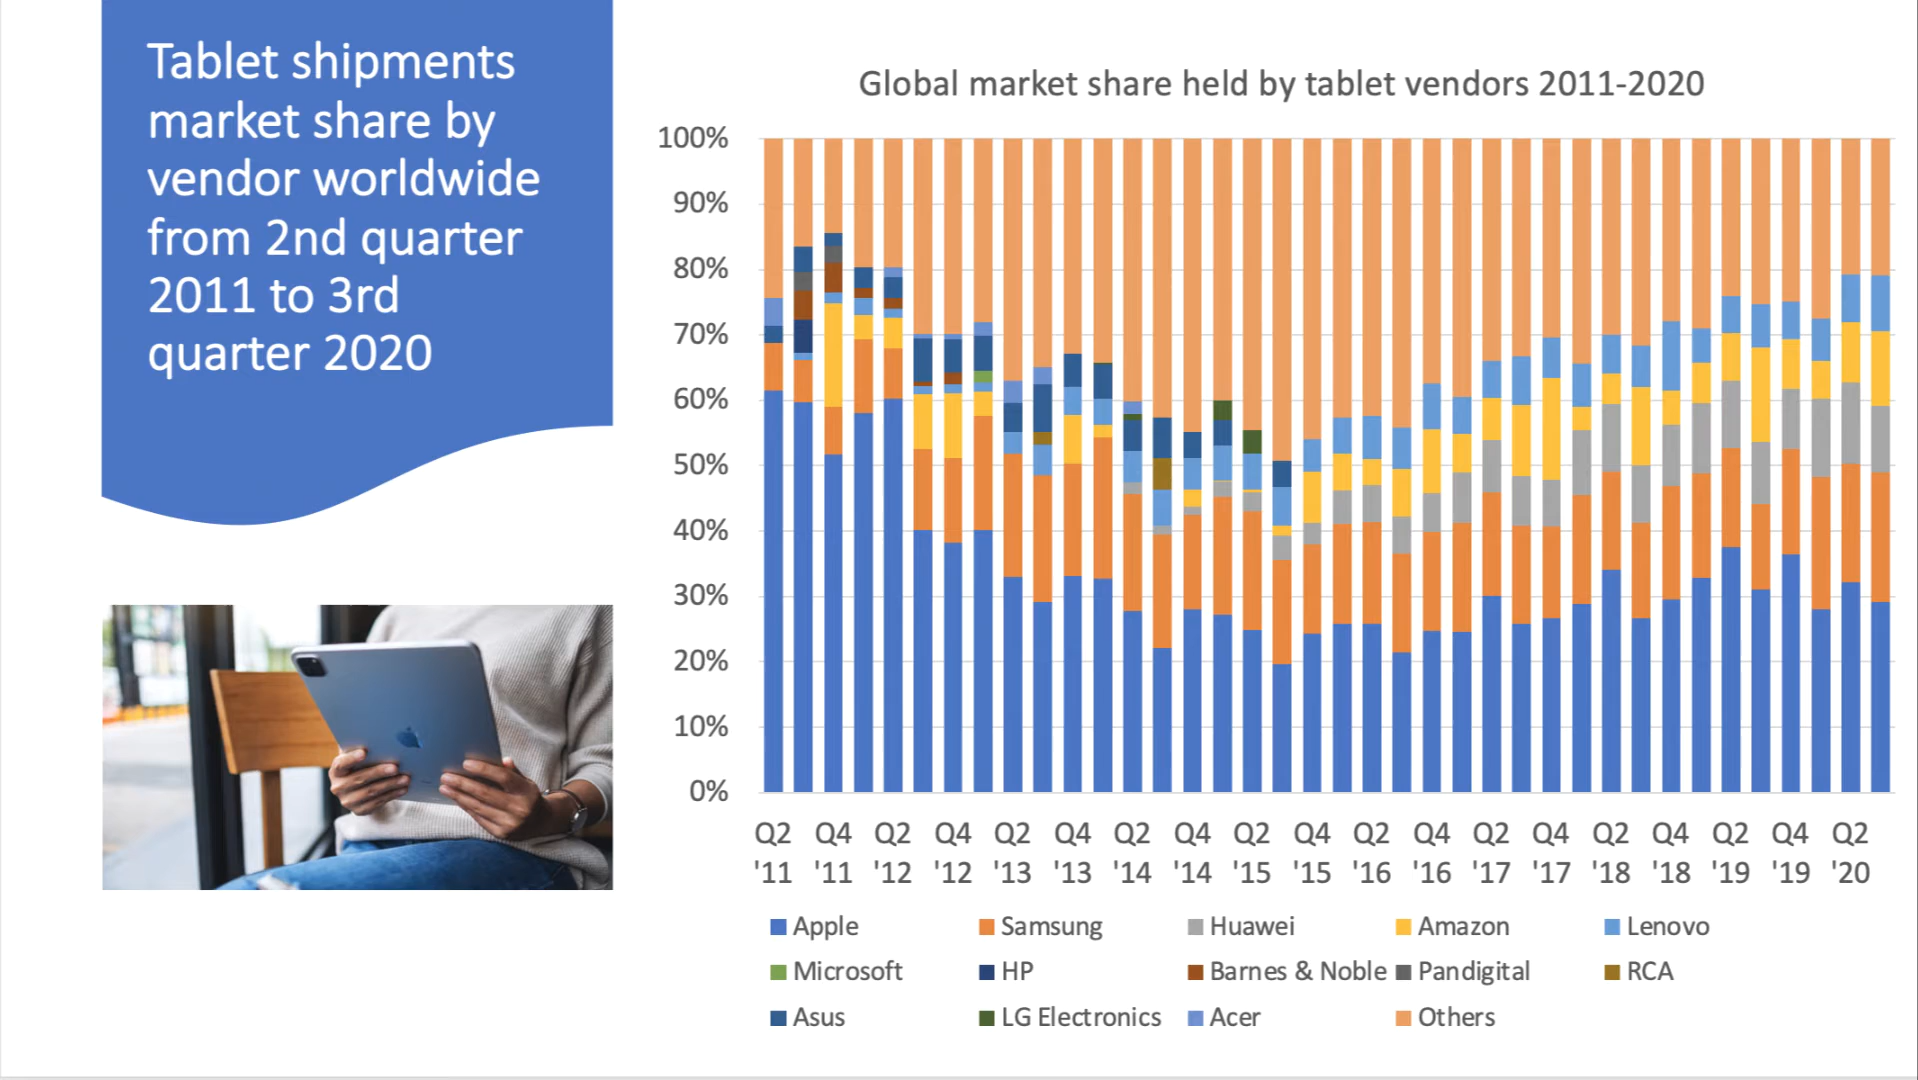 Tablet shipments
market share by
vendor worldwide
from 2nd quarter
2011 to 3rd
quarter 2020
Global market share held by tablet vendors 2011-2020
100%
90%
80%
70%
60%
50%
40%
30%
20%
10%
0%
Q2 Q4 Q2 Q4 Q2 Q4 Q2 Q4 Q2 Q4 Q2 Q4 Q2 Q4 Q2 Q4 Q2 Q4 Q2
'11 '11 '12 '12 '13 '13 '14 '14 '15 '15 '16 '16 '17 '17 '18 '18 '19 '19 '20
Apple Samsung Huawei Amazon Lenovo
Microsoft HP Barnes & Noble Pandigital RCA
Asus LG Electronics Acer Others